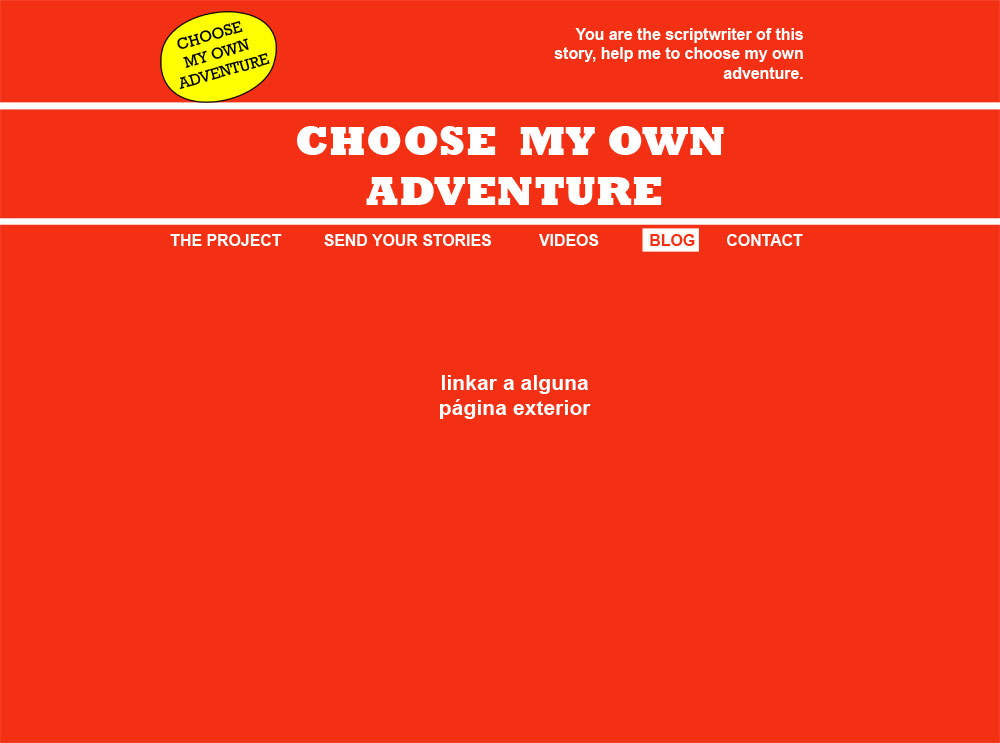 CHOOSE
MY OWN
ADVENTURE
You are the scriptwriter of this
story, help me to choose my own
adventure.
CHOOSE MY OWN
ADVENTURE
THE PROJECT SEND YOUR STORIES VIDEOS BLOG CONTACT
linkar a alguna
página exterior